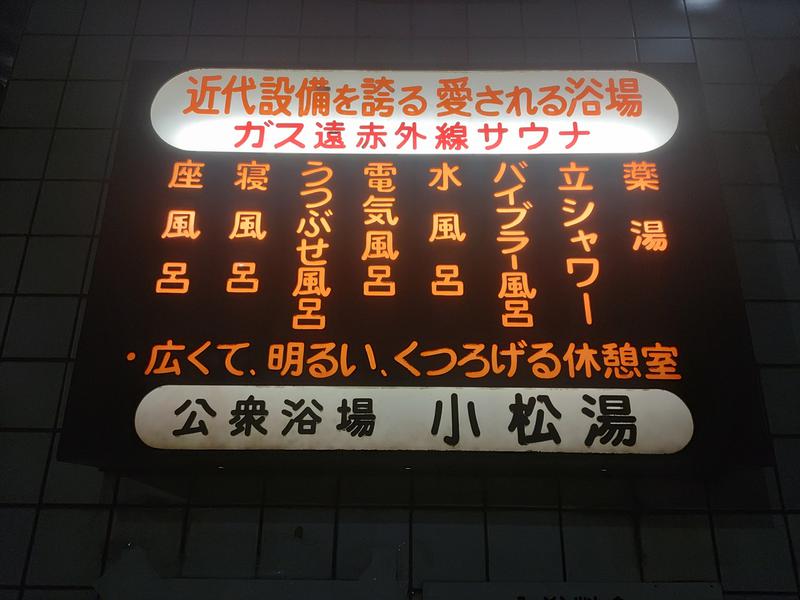 近代設備を誇る 愛される浴場
ガス遠赤外線サウナ
薬湯
立シャワー
バイブラー風呂
水風呂
電気風呂
うつぶせ風呂
寝風呂
座風呂
・広くて、明るい、くつろげる休憩室
公衆浴場 小松湯